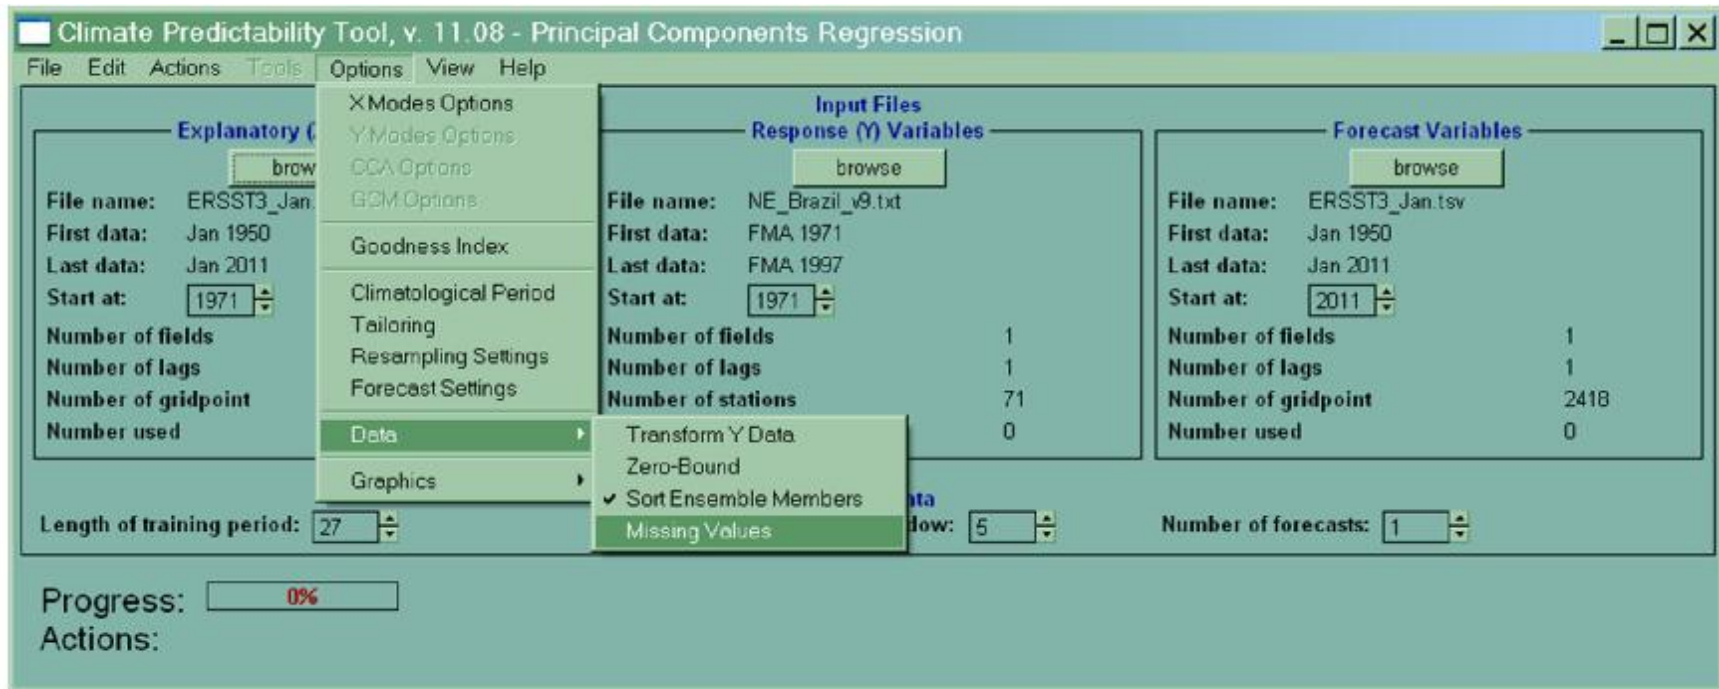 Climate Predictability Tool, v. 11.08 - Principal Components Regression
File Edit Actions Tools Options View Help
X Modes Options
Y Modes Options
CCA Options
GCM Options
Goodness Index
Climatological Period
Tailoring
Resampling Settings
Forecast Settings
Data
Graphics
Transform Y Data
Zero-Bound
Sort Ensemble Members
Missing Values
Input Files
Explanatory (
brow
File name: ERSST3_Jan.
First data: Jan 1950
Last data: Jan 2011
Start at: 1971
Number of fields
Number of lags
Number of gridpoint
Number used
Response (Y) Variables
browse
File name: NE_Brazil_v9.txt
First data: FMA 1971
Last data: FMA 1997
Start at: 1971
Number of fields 1
Number of lags 1
Number of stations 71
0
Forecast Variables
browse
File name: ERSST3_Jan.tsv
First data: Jan 1950
Last data: Jan 2011
Start at: 2011
Number of fields 1
Number of lags 1
Number of gridpoint 2418
Number used 0
Length of training period: 27
5
Number of forecasts: 1
Progress: 0%
Actions: